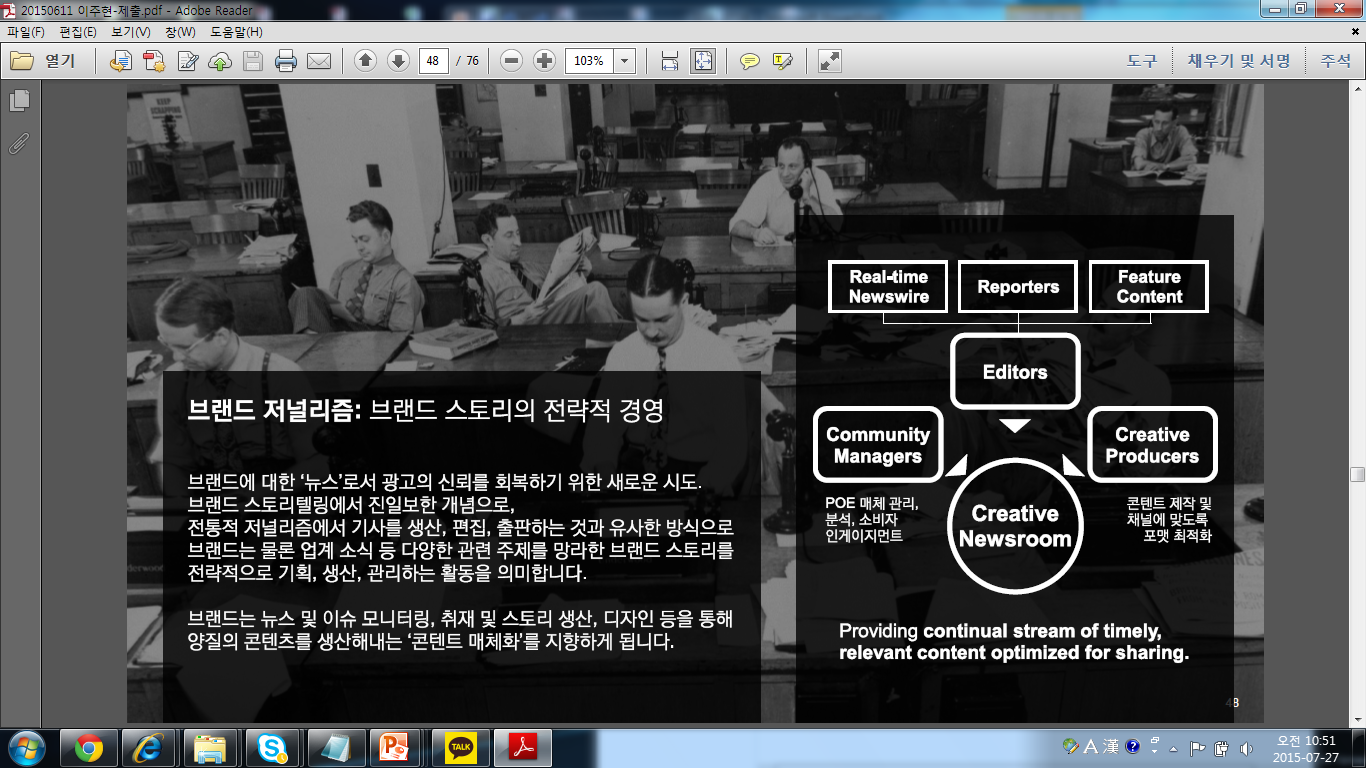 20150611 이주현-제출.pdf - Adobe Reader
파일(F) 편집(E) 보기(V) 창(W) 도움말(H)
열기 48 / 76 103% 도구 채우기 및 서명 주석
KEEP
Real-time
Newswire
Reporters
Feature
Content
Editors
Community
Managers
Creative
Producers
POE 매체 관리,
분석, 소비자
인게이지먼트
Creative
Newsroom
콘텐트 제작 및
채널에 맞도록
포맷 최적화
Providing continual stream of timely,
relevant content optimized for sharing.
브랜드 저널리즘: 브랜드 스토리의 전략적 경영
브랜드에 대한 ‘뉴스’로서 광고의 신뢰를 회복하기 위한 새로운 시도.
브랜드 스토리텔링에서 진일보한 개념으로,
전통적 저널리즘에서 기사를 생산, 편집, 출판하는 것과 유사한 방식으로
브랜드는 물론 업계 소식 등 다양한 관련 주제를 망라한 브랜드 스토리를
전략적으로 기획, 생산, 관리하는 활동을 의미합니다.
브랜드는 뉴스 및 이슈 모니터링, 취재 및 스토리 생산, 디자인 등을 통해
양질의 콘텐츠를 생산해내는 ‘콘텐트 매체화’를 지향하게 됩니다.
48
TALK
A 漢
오전 10:51
2015-07-27